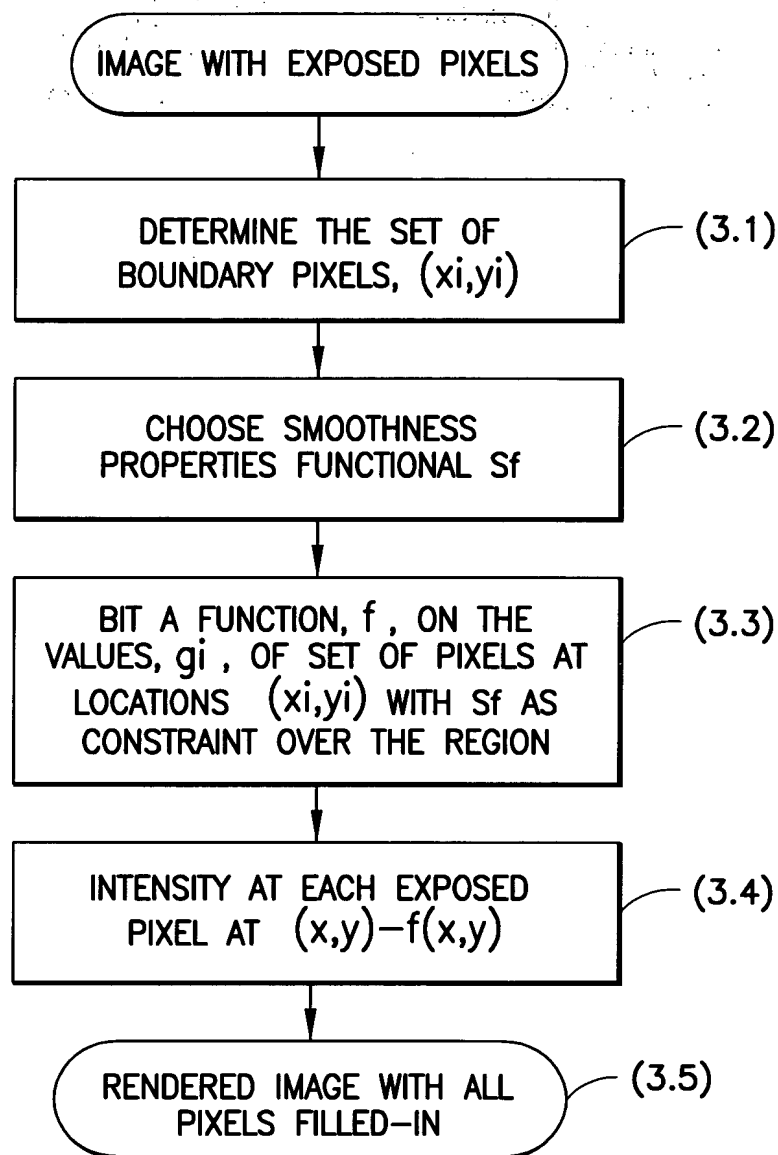 IMAGE WITH EXPOSED PIXELS
DETERMINE THE SET OF
BOUNDARY PIXELS, (xi,yi)
(3.1)
CHOOSE SMOOTHNESS
PROPERTIES FUNCTIONAL Sf
(3.2)
BIT A FUNCTION, f, ON THE
VALUES, gi, OF SET OF PIXELS AT
LOCATIONS (xi,yi) WITH Sf AS
CONSTRAINT OVER THE REGION
(3.3)
INTENSITY AT EACH EXPOSED
PIXEL AT (x,y)–f(x,y)
(3.4)
RENDERED IMAGE WITH ALL
PIXELS FILLED–IN
(3.5)